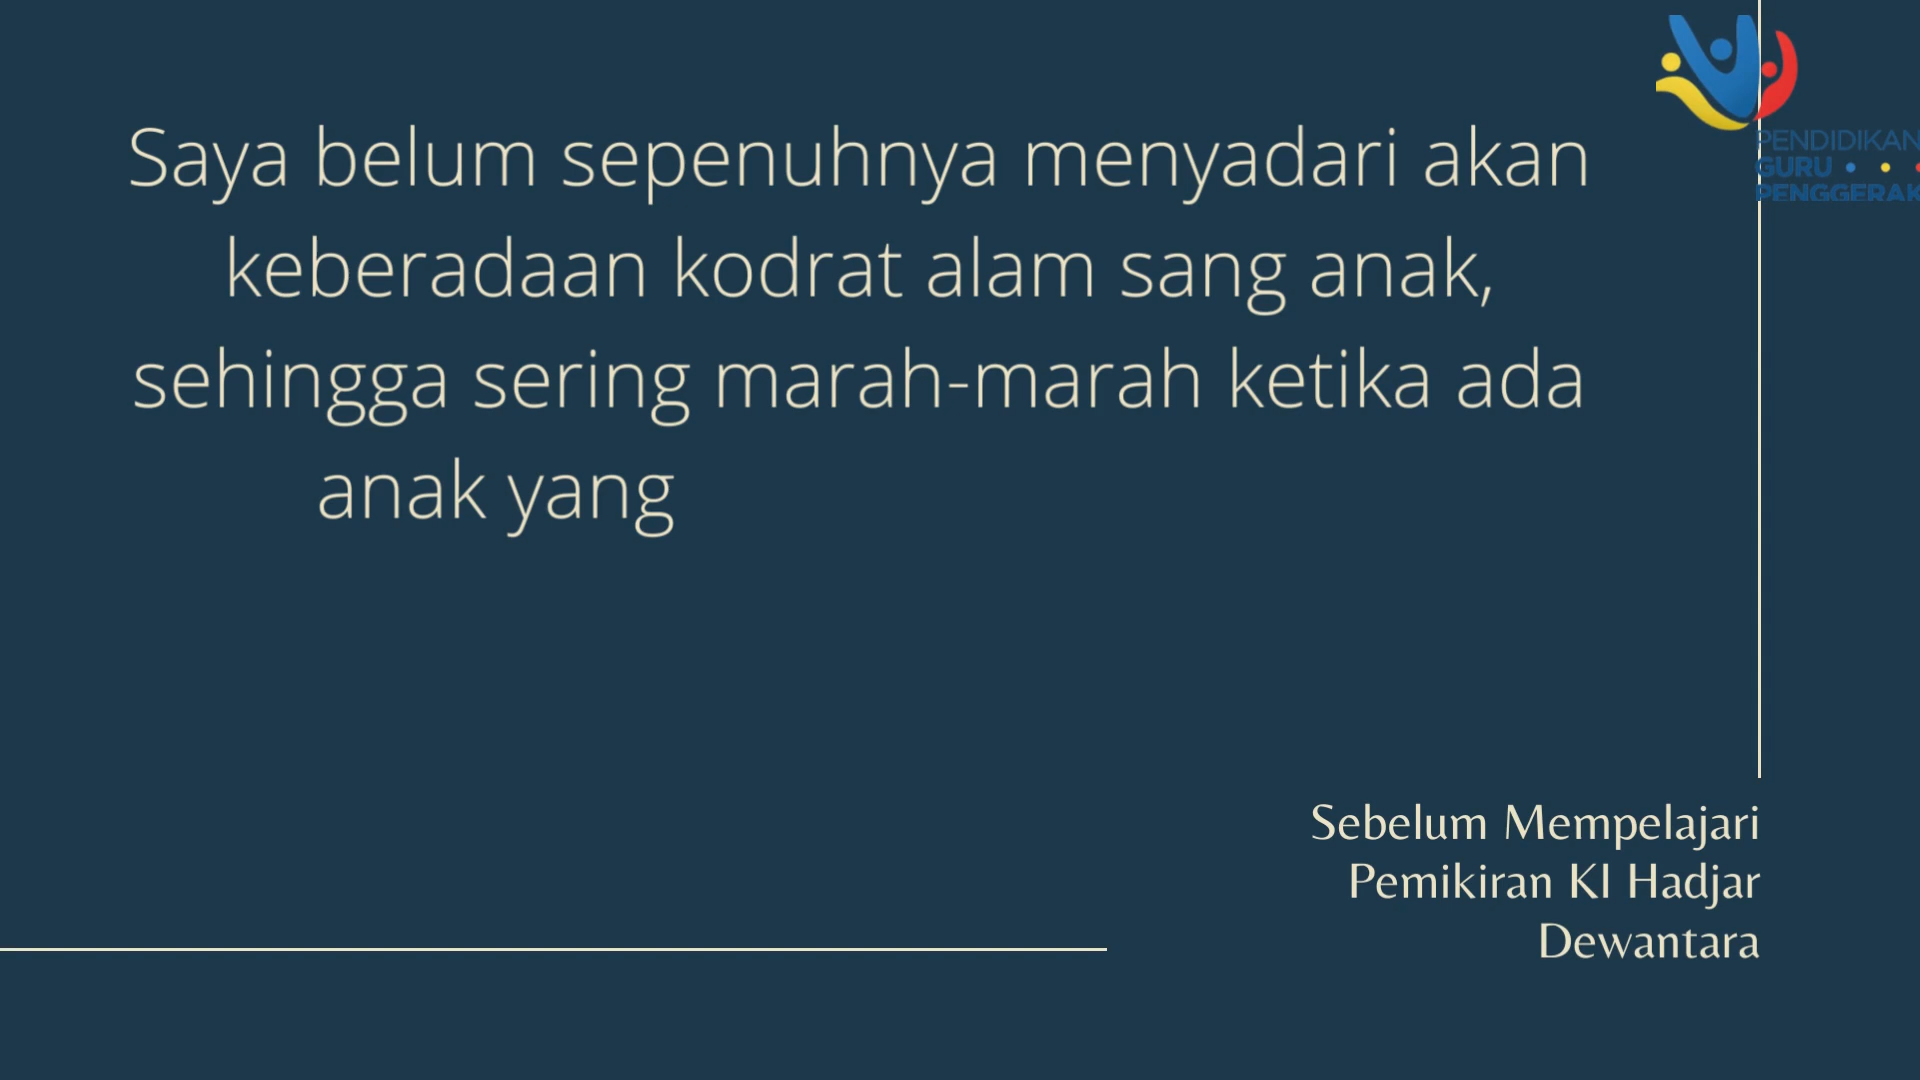 Saya belum sepenuhnya menyadari akan
keberadaan kodrat alam sang anak,
sehingga sering marah-marah ketika ada
anak yang
PENDIDIKAN
GURU
PENGGERAK
Sebelum Mempelajari
Pemikiran KI Hadjar
Dewantara